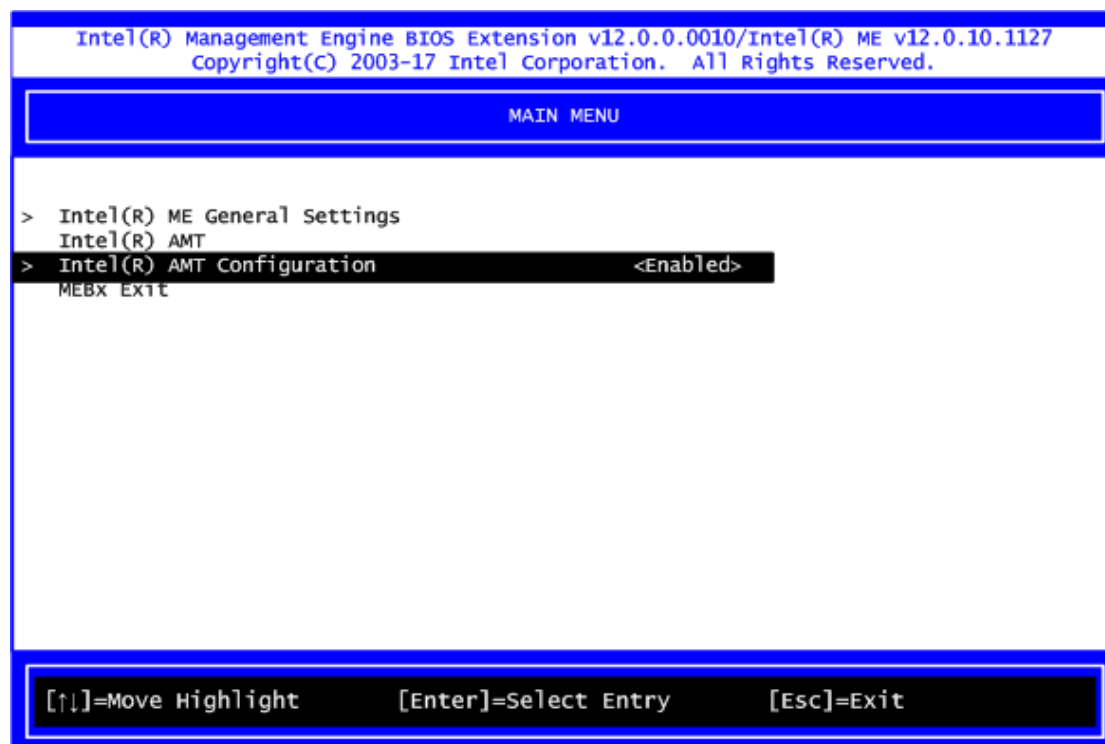 Intel(R) Management Engine BIOS Extension v12.0.0.0010/Intel(R) ME v12.0.10.1127
Copyright(C) 2003-17 Intel Corporation. All Rights Reserved.
MAIN MENU
> Intel(R) ME General Settings
Intel(R) AMT
> Intel(R) AMT Configuration <Enabled>
MEBx Exit
[↑↓]=Move Highlight [Enter]=Select Entry [Esc]=Exit